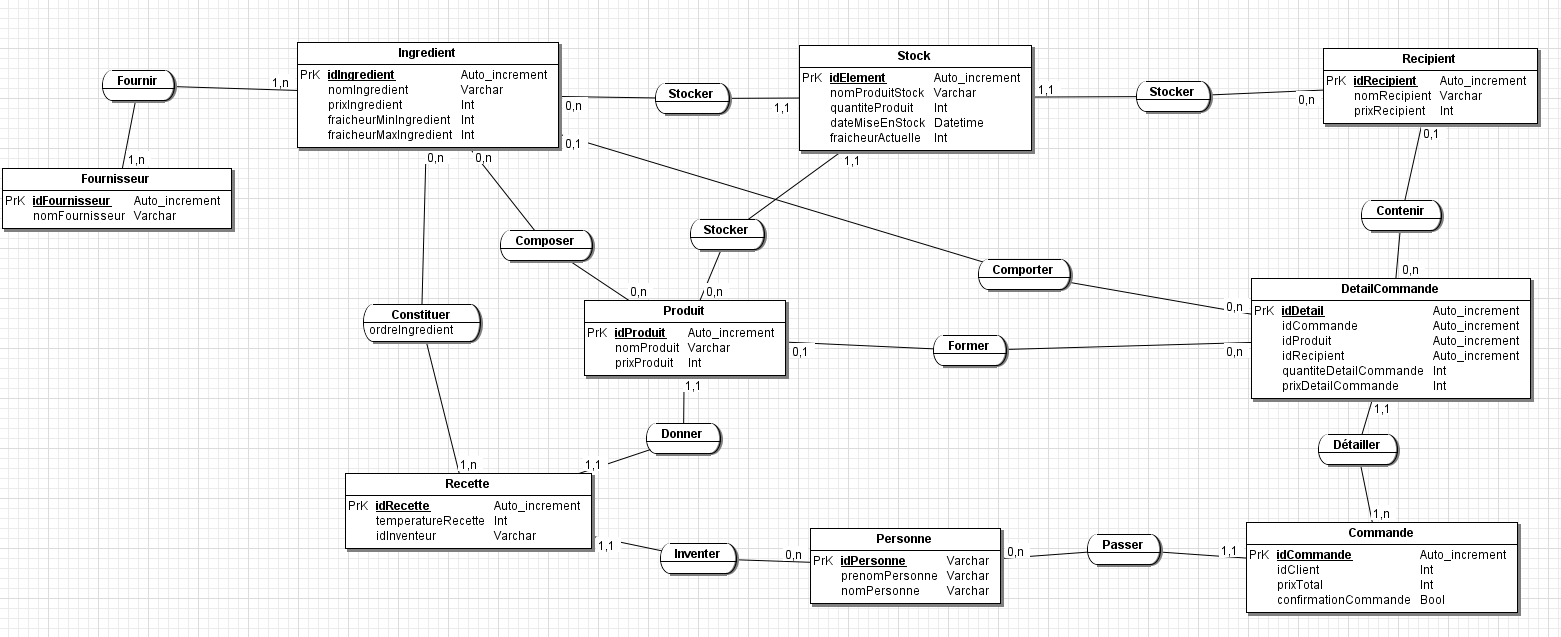 Ingredient
PrK idIngredient Auto_increment
nomIngredient Varchar
prixIngredient Int
fraicheurMinIngredient Int
fraicheurMaxIngredient Int
Stock
PrK idElement Auto_increment
nomProduitStock Varchar
quantiteProduit Int
dateMiseEnStock Datetime
fraicheurActuelle Int
Recipient
PrK idRecipient Auto_increment
nomRecipient Varchar
prixRecipient Int
Fournir
1,n
1,n
0,n
Stocker
1,1
1,1
Stocker
0,n
0,1
0,1
0,n
0,n
1,1
Fournisseur
PrK idFournisseur Auto_increment
nomFournisseur Varchar
Composer
Stocker
Contenir
Comporter
0,n
0,n
0,n
0,n
Constituer
ordreIngredient
Produit
PrK idProduit Auto_increment
nomProduit Varchar
prixProduit Int
DetailCommande
PrK idDetail Auto_increment
idCommande Auto_increment
idProduit Auto_increment
idRecipient Auto_increment
quantiteDetailCommande Int
prixDetailCommande Int
0,1
Former
0,n
1,1
Donner
1,1
1,1
Détailler
1,n
1,n
Recette
PrK idRecette Auto_increment
temperatureRecette Int
idInventeur Varchar
1,1
Inventer
0,n
Personne
PrK idPersonne Varchar
prenomPersonne Varchar
nomPersonne Varchar
0,n
Passer
1,1
Commande
PrK idCommande Auto_increment
idClient Int
prixTotal Int
confirmationCommande Bool